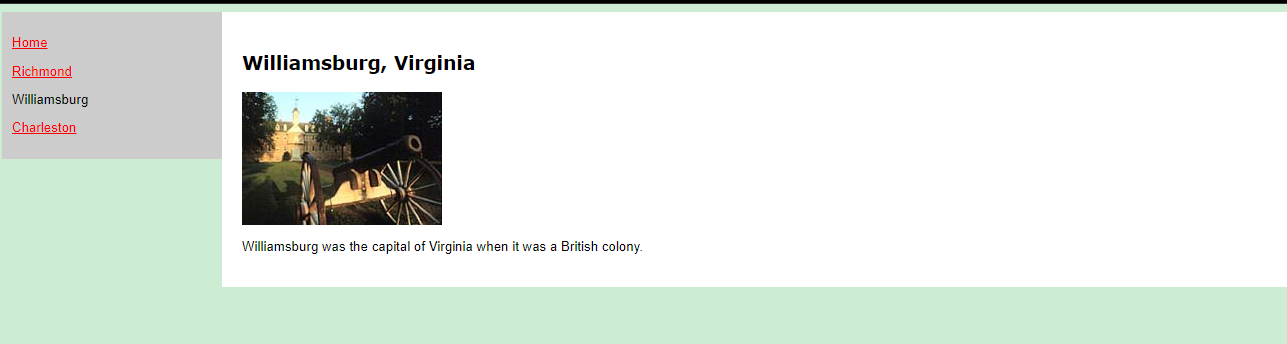 Home
Richmond
Williamsburg
Charleston
Williamsburg, Virginia
Williamsburg was the capital of Virginia when it was a British colony.